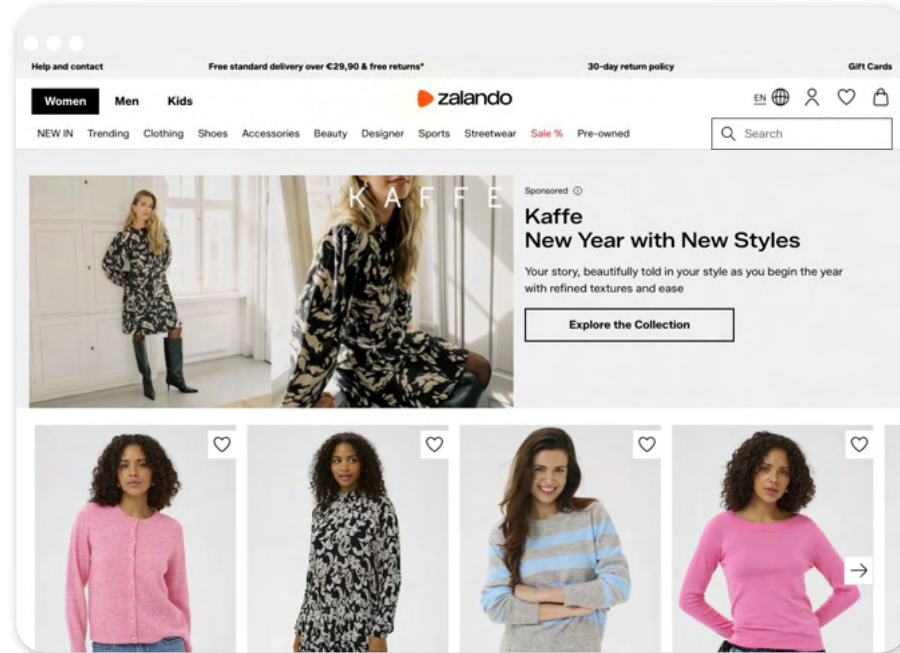 Help and contact
Free standard delivery over €29,90 & free returns*
30-day return policy
Gift Cards
Women
Men
Kids
zalando
EN
NEW IN
Trending
Clothing
Shoes
Accessories
Beauty
Designer
Sports
Streetwear
Sale %
Pre-owned
Search
KAFFE
Sponsored
Kaffe
New Year with New Styles
Your story, beautifully told in your style as you begin the year
with refined textures and ease
Explore the Collection